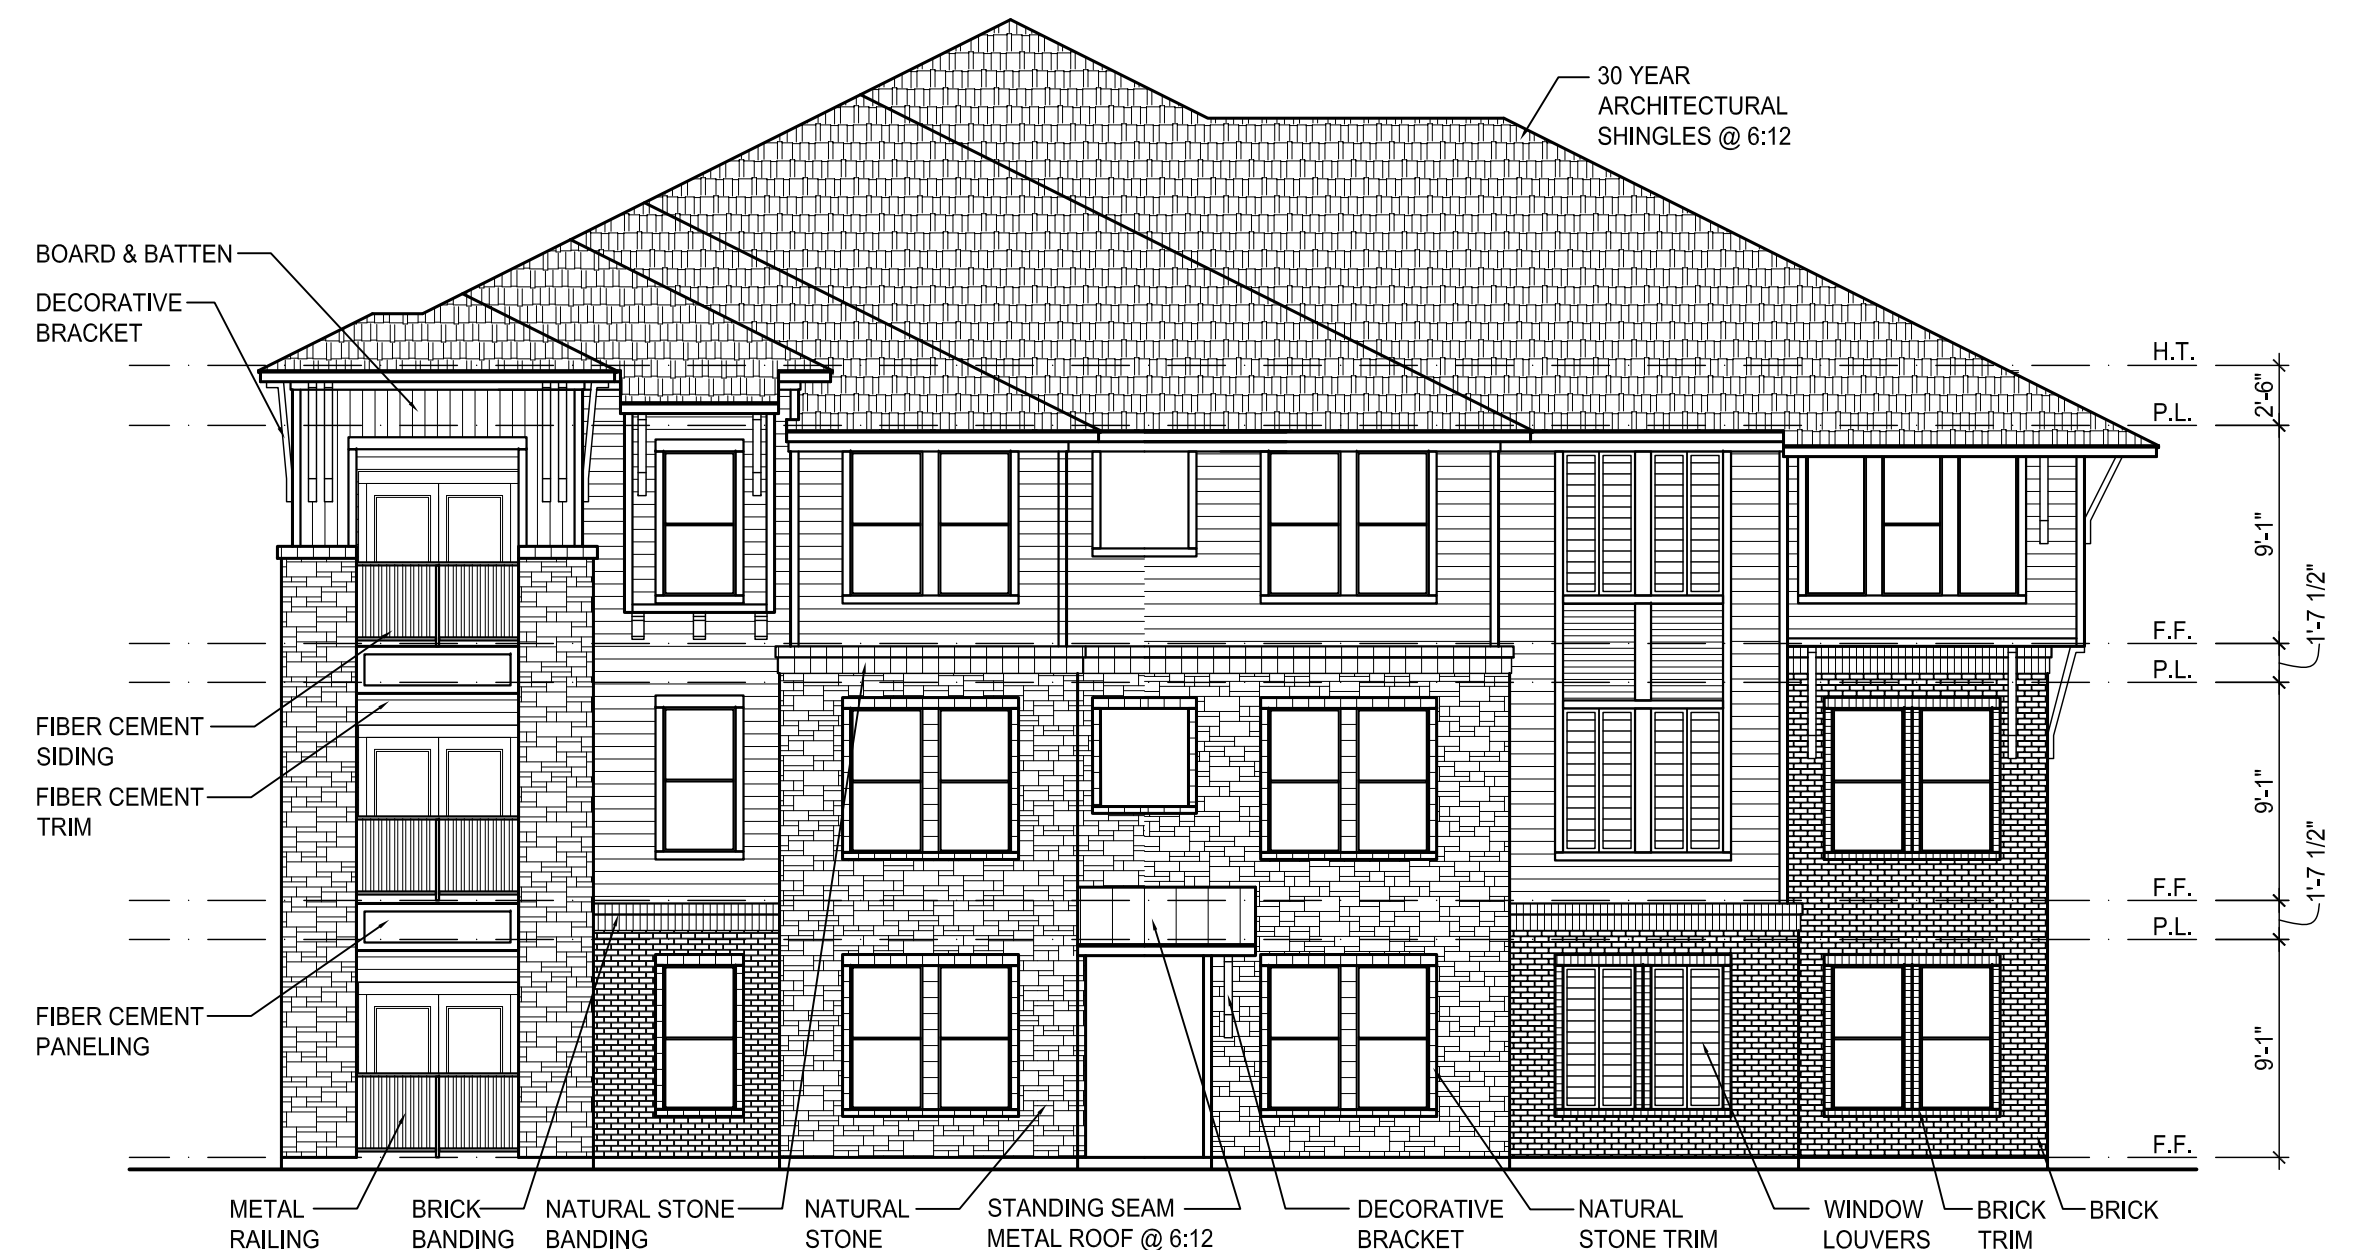 30 YEAR
ARCHITECTURAL
SHINGLES @ 6:12
BOARD & BATTEN
DECORATIVE
BRACKET
H.T.
2'-6"
P.L.
9'-1"
F.F.
1'-7 1/2"
P.L.
FIBER CEMENT
SIDING
FIBER CEMENT
TRIM
9'-1"
F.F.
1'-7 1/2"
P.L.
FIBER CEMENT
PANELING
9'-1"
F.F.
METAL
RAILING
BRICK
BANDING
NATURAL STONE
BANDING
NATURAL
STONE
STANDING SEAM
METAL ROOF @ 6:12
DECORATIVE
BRACKET
NATURAL
STONE TRIM
WINDOW
LOUVERS
BRICK
TRIM
BRICK